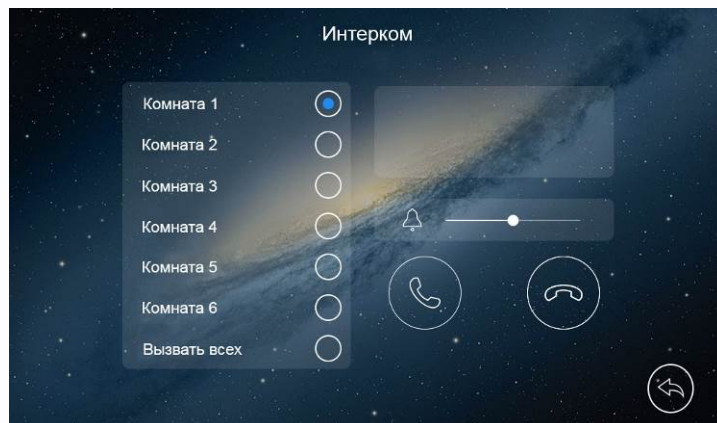 Интерком
Комната 1
Комната 2
Комната 3
Комната 4
Комната 5
Комната 6
Вызвать всех